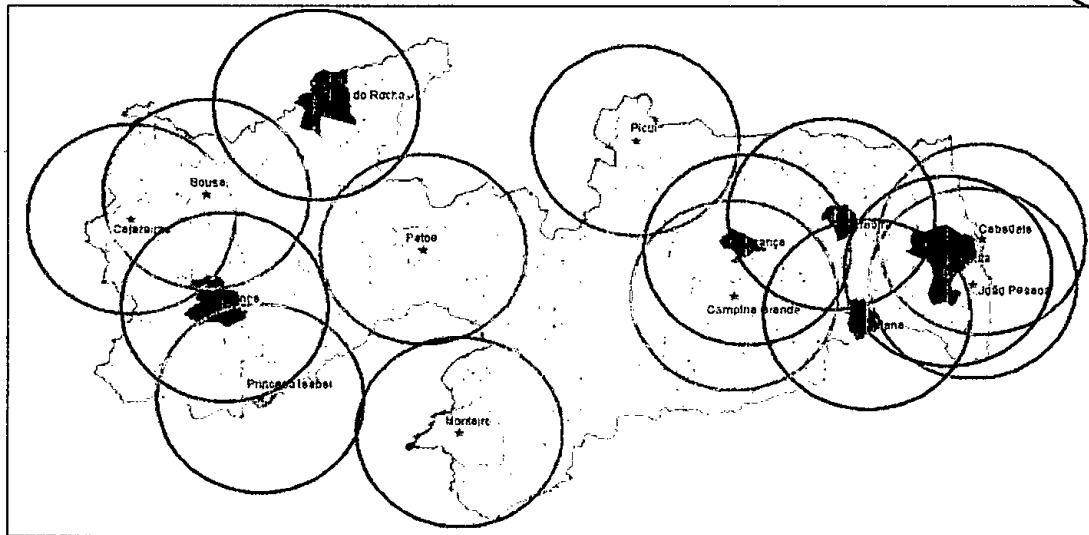 do Rocha
Picuí
Sousa
Cajazeiras
Patos
Cabedelo
João Pessoa
Campina Grande
Princesa Isabel
Monteiro